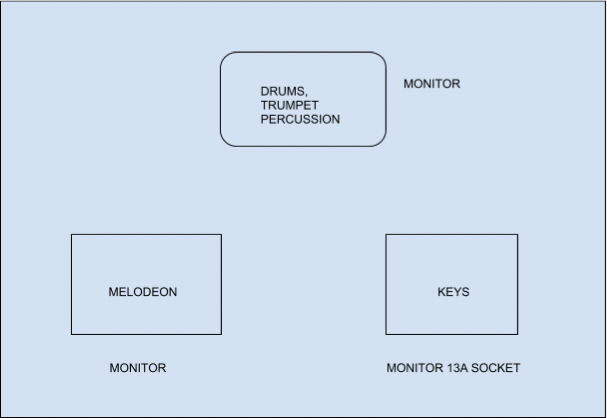 DRUMS,
TRUMPET
PERCUSSION
MONITOR
MELODEON
KEYS
MONITOR
MONITOR 13A SOCKET